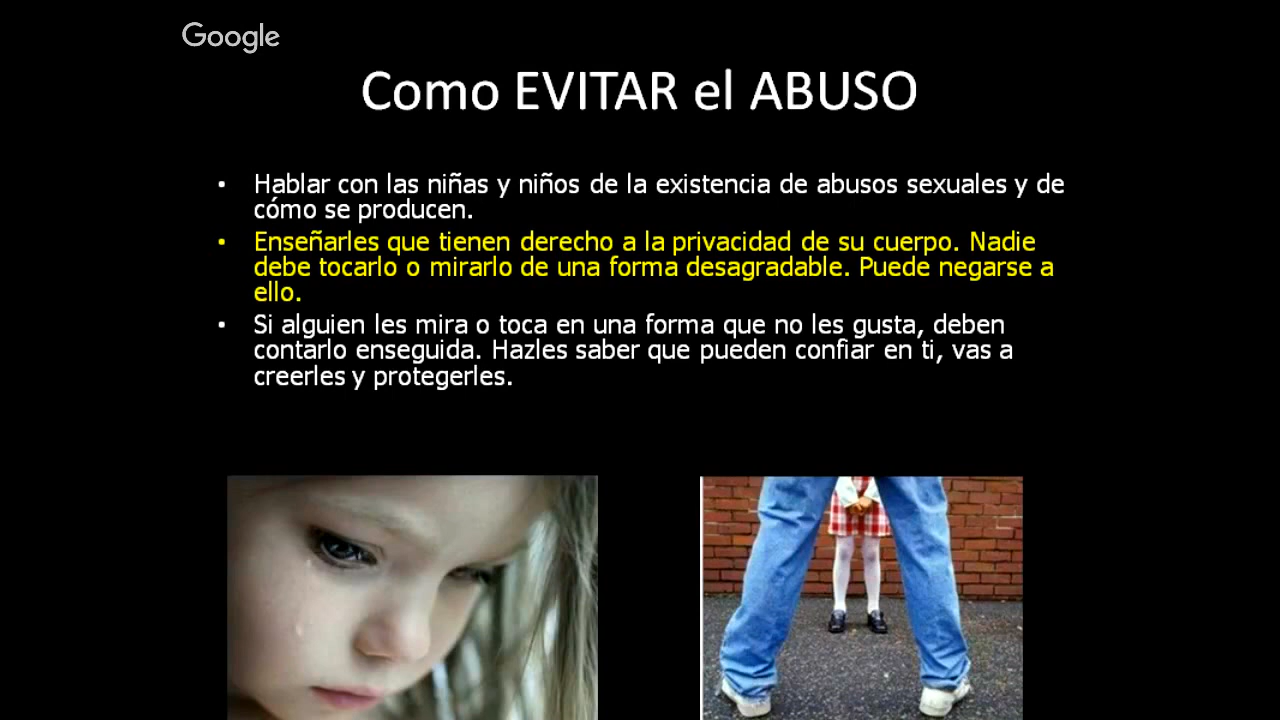 Google
Como EVITAR el ABUSO
• Hablar con las niñas y niños de la existencia de abusos sexuales y de
cómo se producen.
• Enseñarles que tienen derecho a la privacidad de su cuerpo. Nadie
debe tocarlo o mirarlo de una forma desagradable. Puede negarse a
ello.
• Si alguien les mira o toca en una forma que no les gusta, deben
contarlo enseguida. Hazles saber que pueden confiar en ti, vas a
creerles y protegerles.